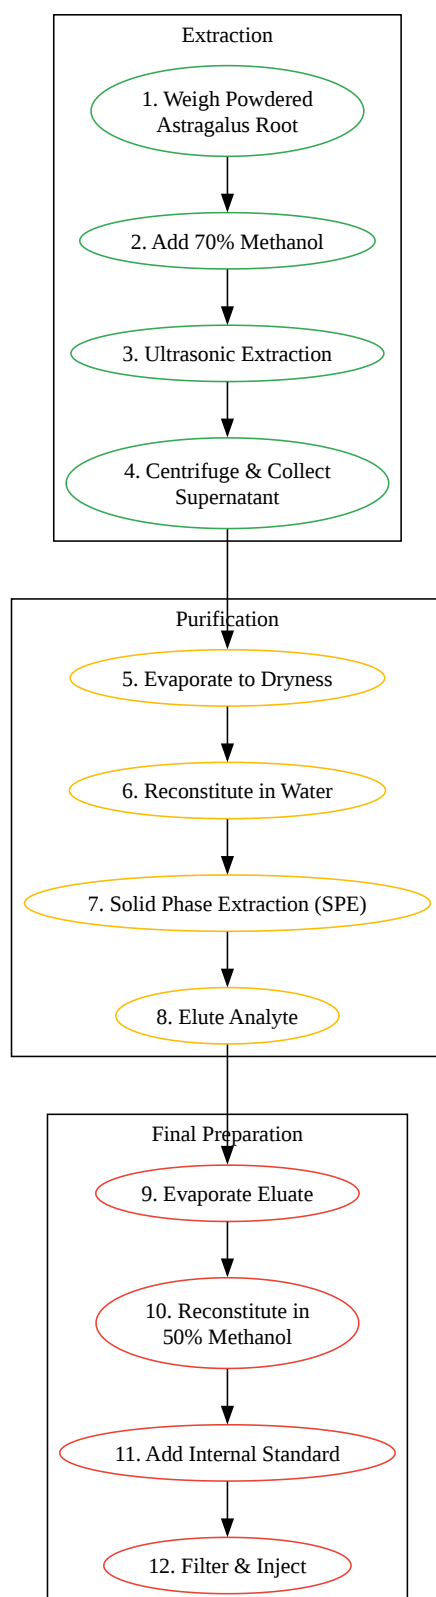 Extraction
1. Weigh Powdered
Astragalus Root
2. Add 70% Methanol
3. Ultrasonic Extraction
4. Centrifuge & Collect
Supernatant
Purification
5. Evaporate to Dryness
6. Reconstitute in Water
7. Solid Phase Extraction (SPE)
8. Elute Analyte
Final Preparation
9. Evaporate Eluate
10. Reconstitute in
50% Methanol
11. Add Internal Standard
12. Filter & Inject